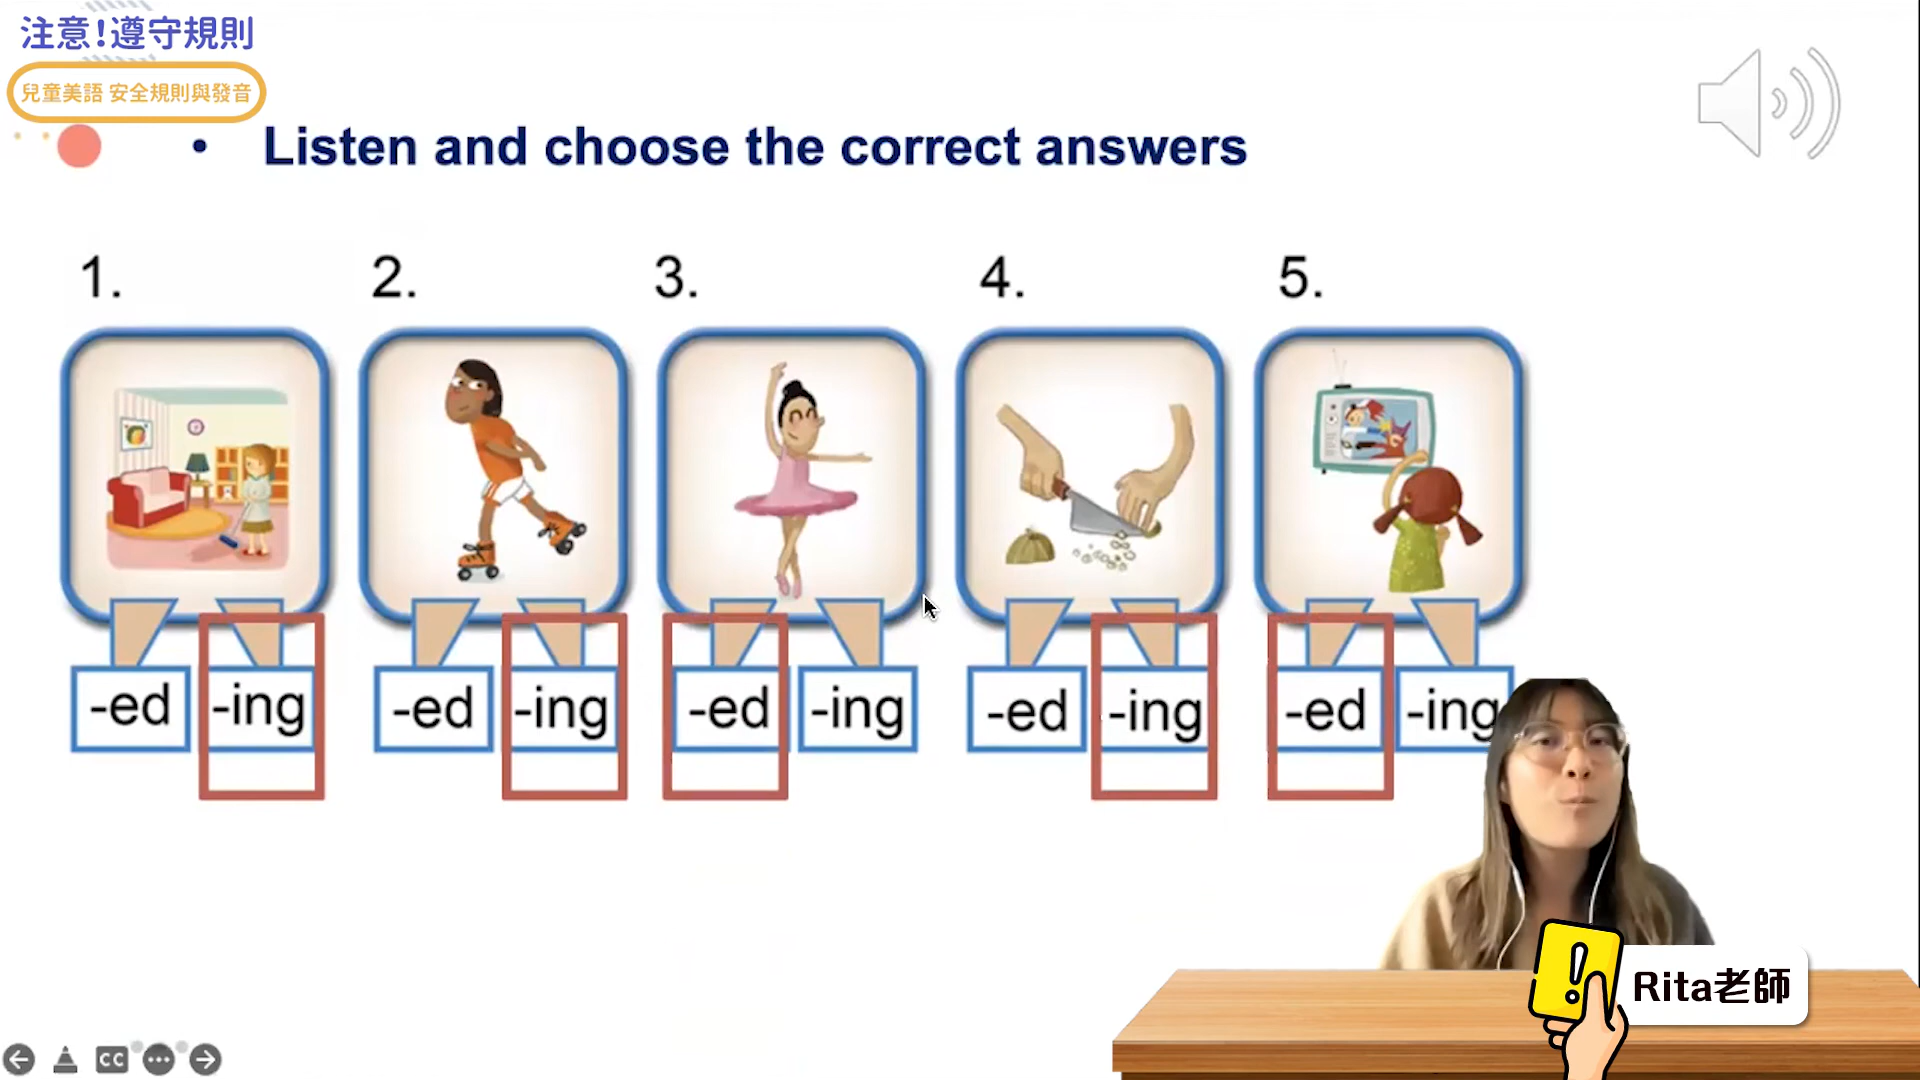 注意!遵守規則
兒童美語 安全規則與發音
• Listen and choose the correct answers
1. 2. 3. 4. 5.
-ed -ing -ed -ing -ed -ing -ed -ing -ed -ing
Rita老師
CC